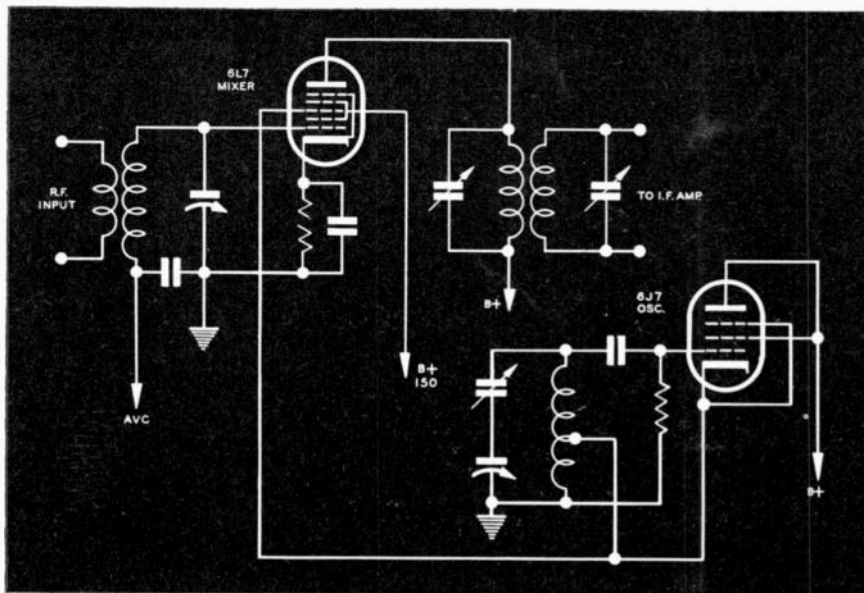 6L7
MIXER
R.F.
INPUT
AVC
B+
150
B+
TO I.F. AMP.
6J7
OSC.
B+